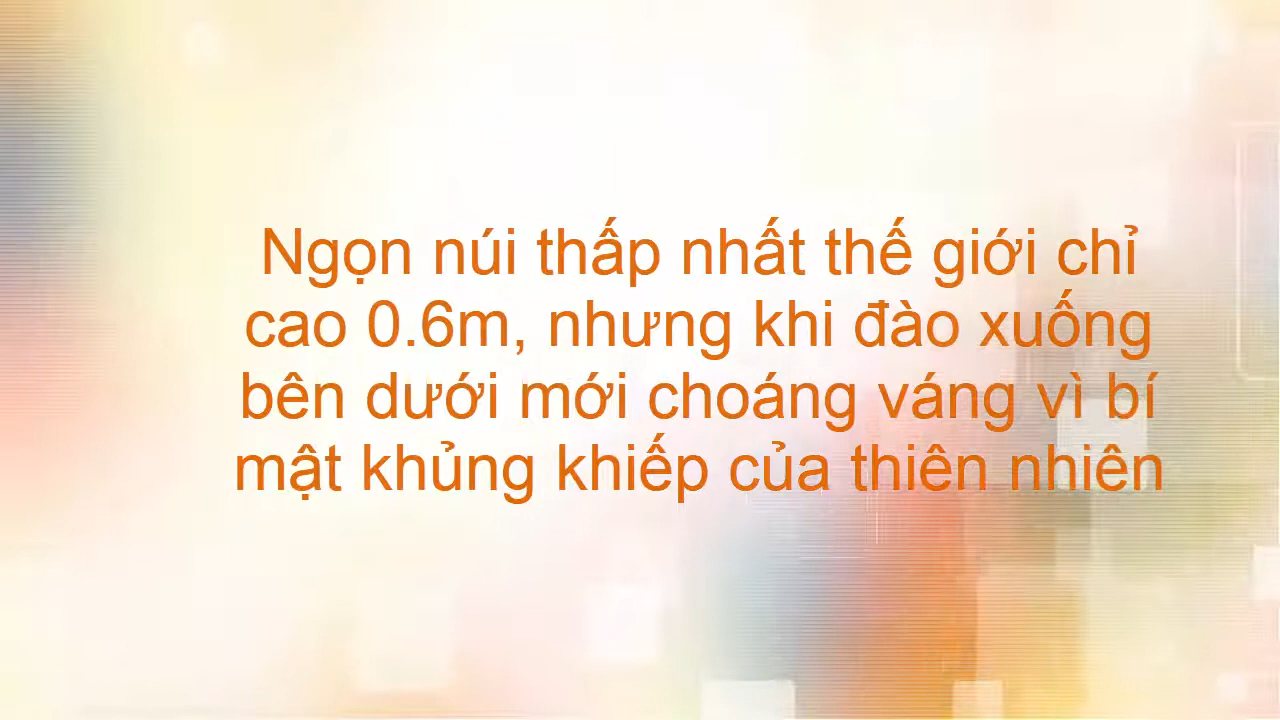 Ngọn núi thấp nhất thế giới chỉ
cao 0.6m, nhưng khi đào xuống
bên dưới mới choáng váng vì bí
mật khủng khiếp của thiên nhiên